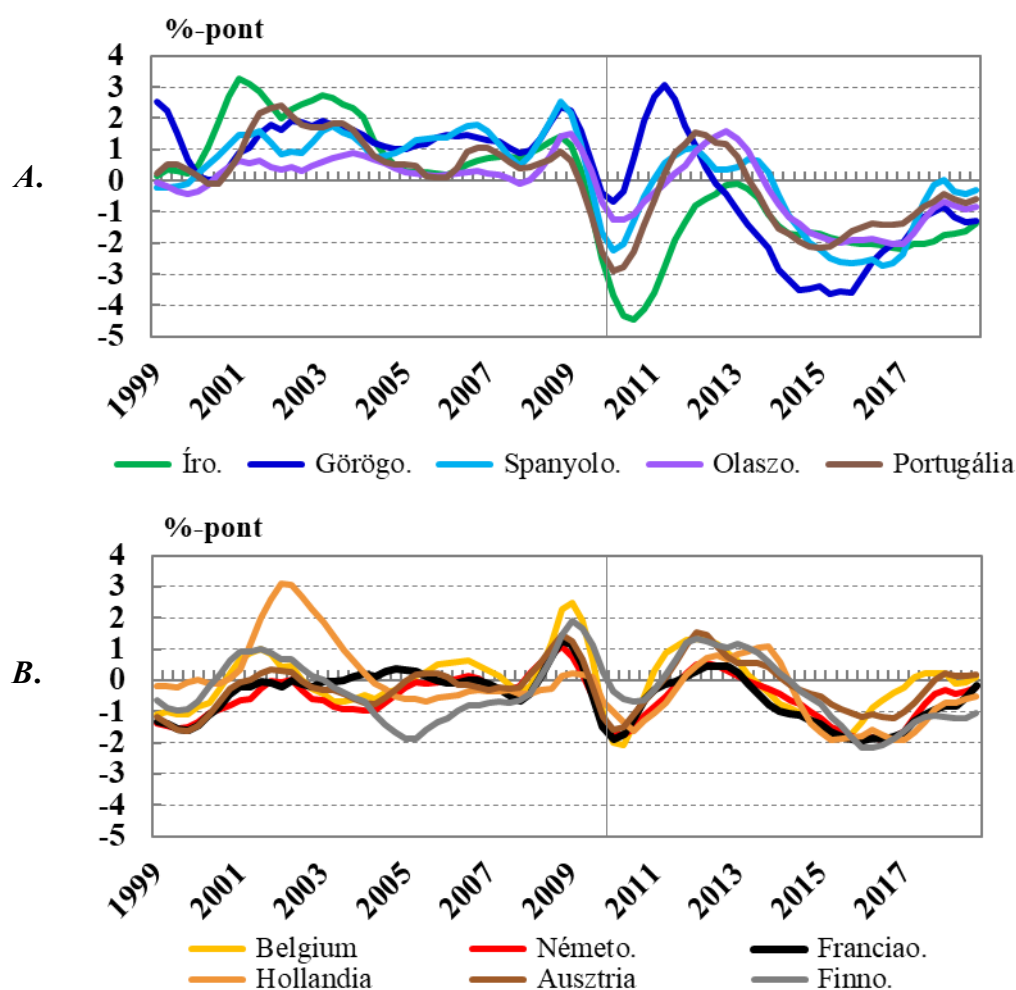 %-pont
4
3
2
1
0
-1
-2
-3
-4
-5
A.
1999 2001 2003 2005 2007 2009 2011 2013 2015 2017
Íro. Görögo. Spanyolo. Olaszo. Portugália
%-pont
4
3
2
1
0
-1
-2
-3
-4
-5
B.
1999 2001 2003 2005 2007 2009 2011 2013 2015 2017
Belgium Németo. Franciao.
Hollandia Ausztria Finno.